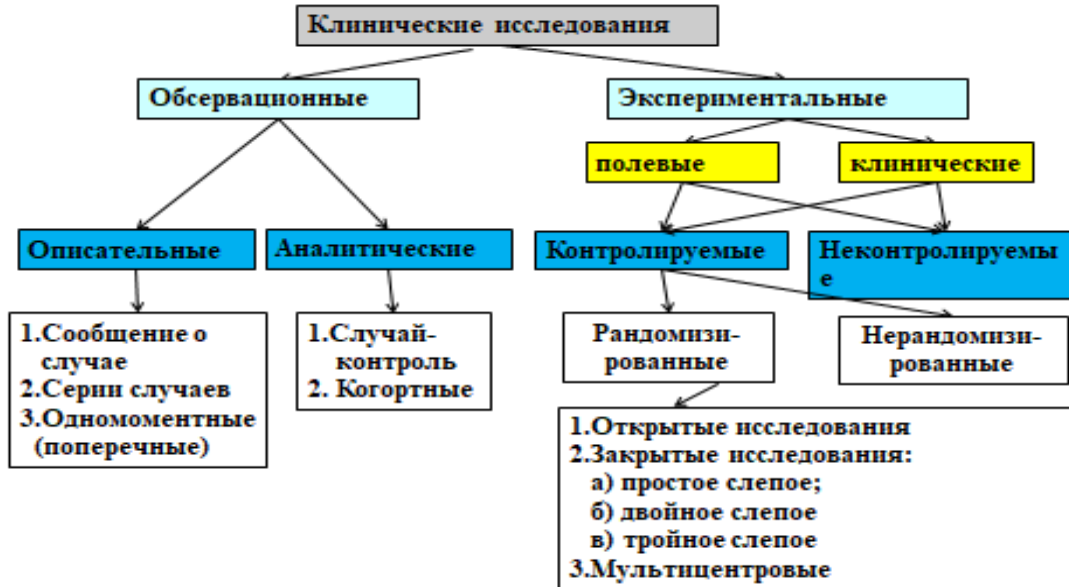 Клинические исследования
Обсервационные
Экспериментальные
полевые
клинические
Описательные
Аналитические
Контролируемые
Неконтролируемы
е
1.Сообщение о
случае
2.Серии случаев
3.Одномоментные
(поперечные)
1.Случай-
контроль
2. Когортные
Рандомизи-
рованные
Нерандомизи-
рованные
1.Открытые исследования
2.Закрытые исследования:
а) простое слепое;
б) двойное слепое
в) тройное слепое
3.Мультицентровые